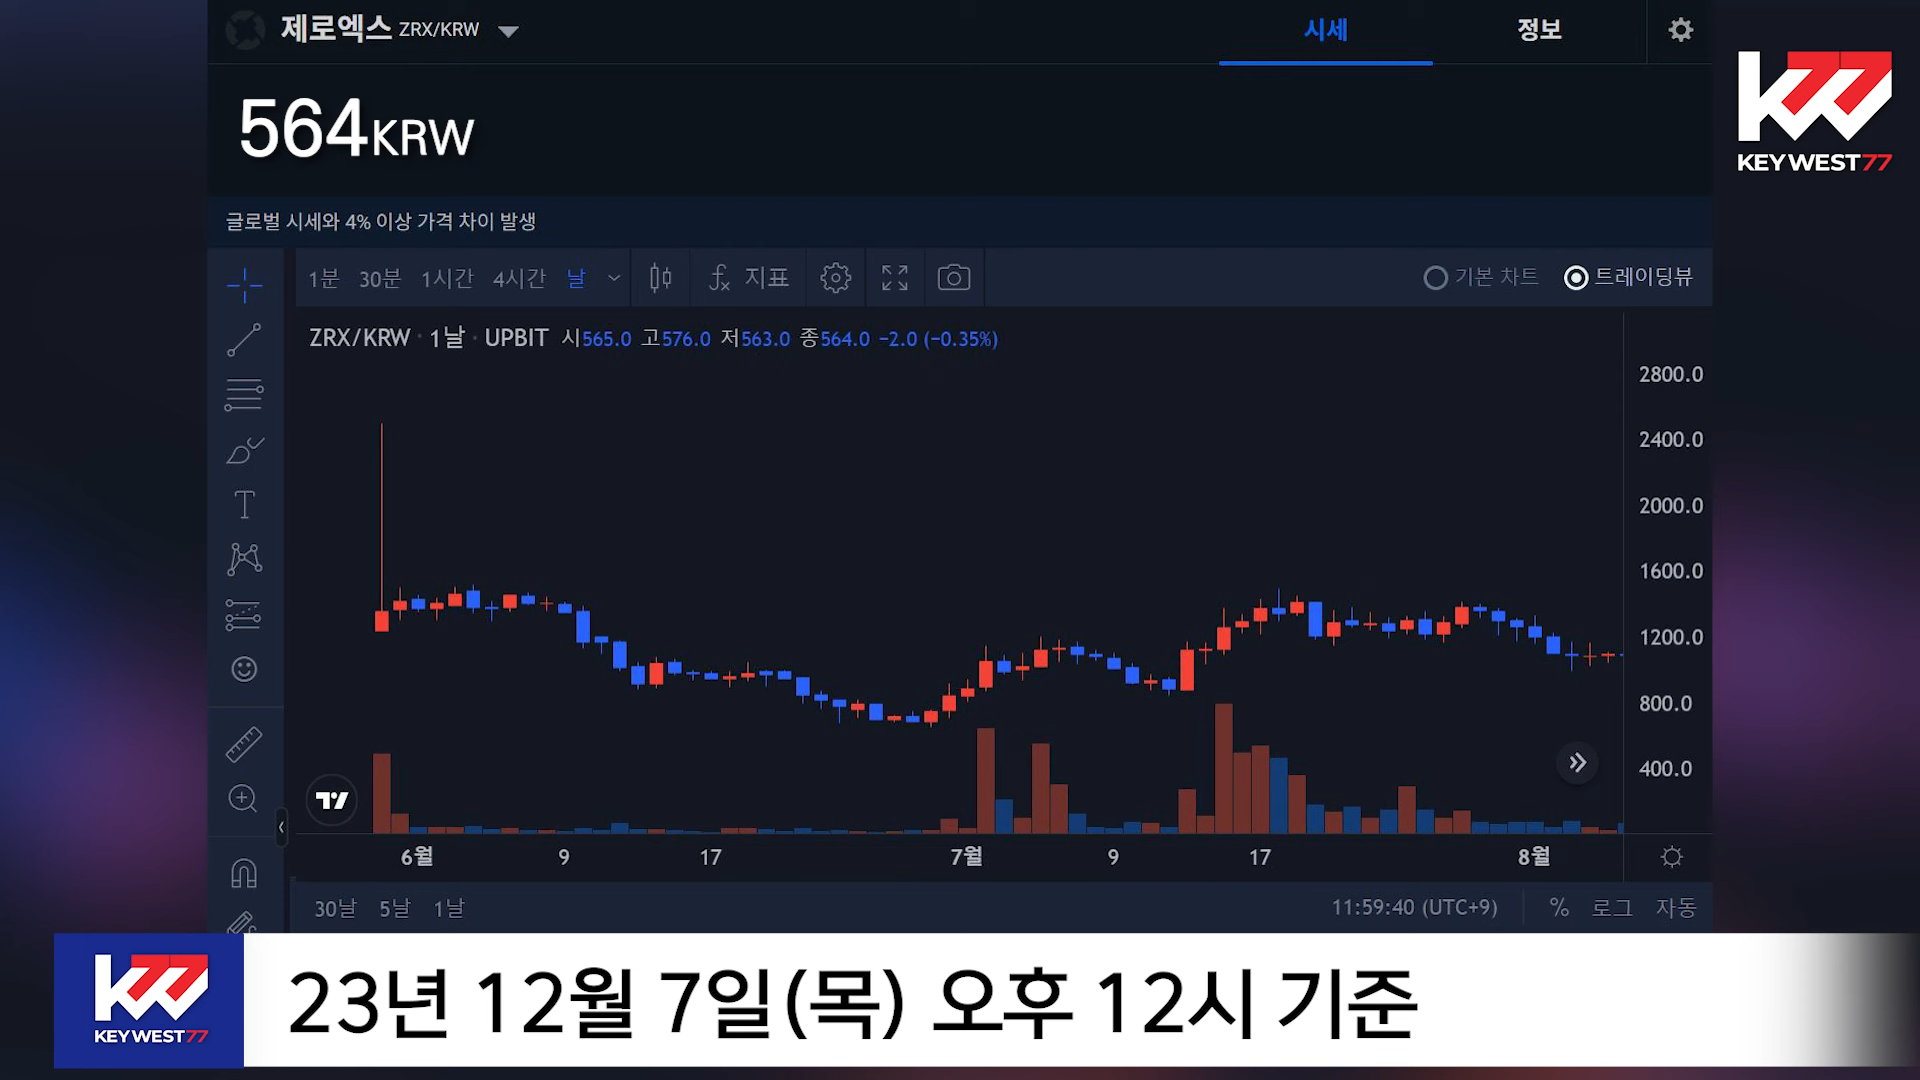 제로엑스 ZRX/KRW
시세
정보
K77
KEYWEST77
564KRW
글로벌 시세와 4% 이상 가격 차이 발생
1분 30분 1시간 4시간 날
fx 지표
기본 차트 트레이딩뷰
ZRX/KRW · 1날 · UPBIT 시565.0 고576.0 저563.0 종564.0 -2.0 (-0.35%)
2800.0
2400.0
2000.0
1600.0
1200.0
800.0
400.0
6월 9 17 7월 9 17 8월
30날 5날 1날
11:59:40 (UTC+9) % 로그 자동
K77
KEYWEST77
23년 12월 7일(목) 오후 12시 기준